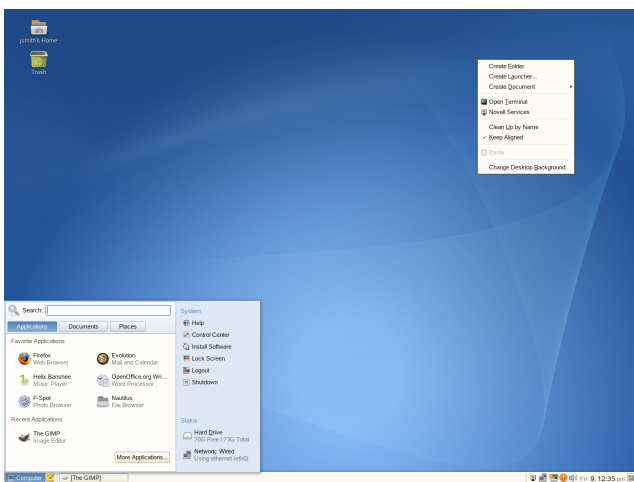 jsmith's Home
Trash
Create Folder
Create Launcher...
Create Document
Open Terminal
Novell Services
Clean Up by Name
Keep Aligned
Paste
Change Desktop Background
Search:
Applications
Documents
Places
Favorite Applications
Firefox
Web Browser
Evolution
Mail and Calendar
Helix Banshee
Music Player
OpenOffice.org Wri...
Word Processor
F-Spot
Photo Browser
Nautilus
File Browser
Recent Applications
The GIMP
Image Editor
More Applications...
System
Help
Control Center
Install Software
Lock Screen
Logout
Shutdown
Status
Hard Drive
70G Free / 73G Total
Network: Wired
Using ethernet (eth0)
Computer
[The GIMP]
Fri 9, 12:35 pm